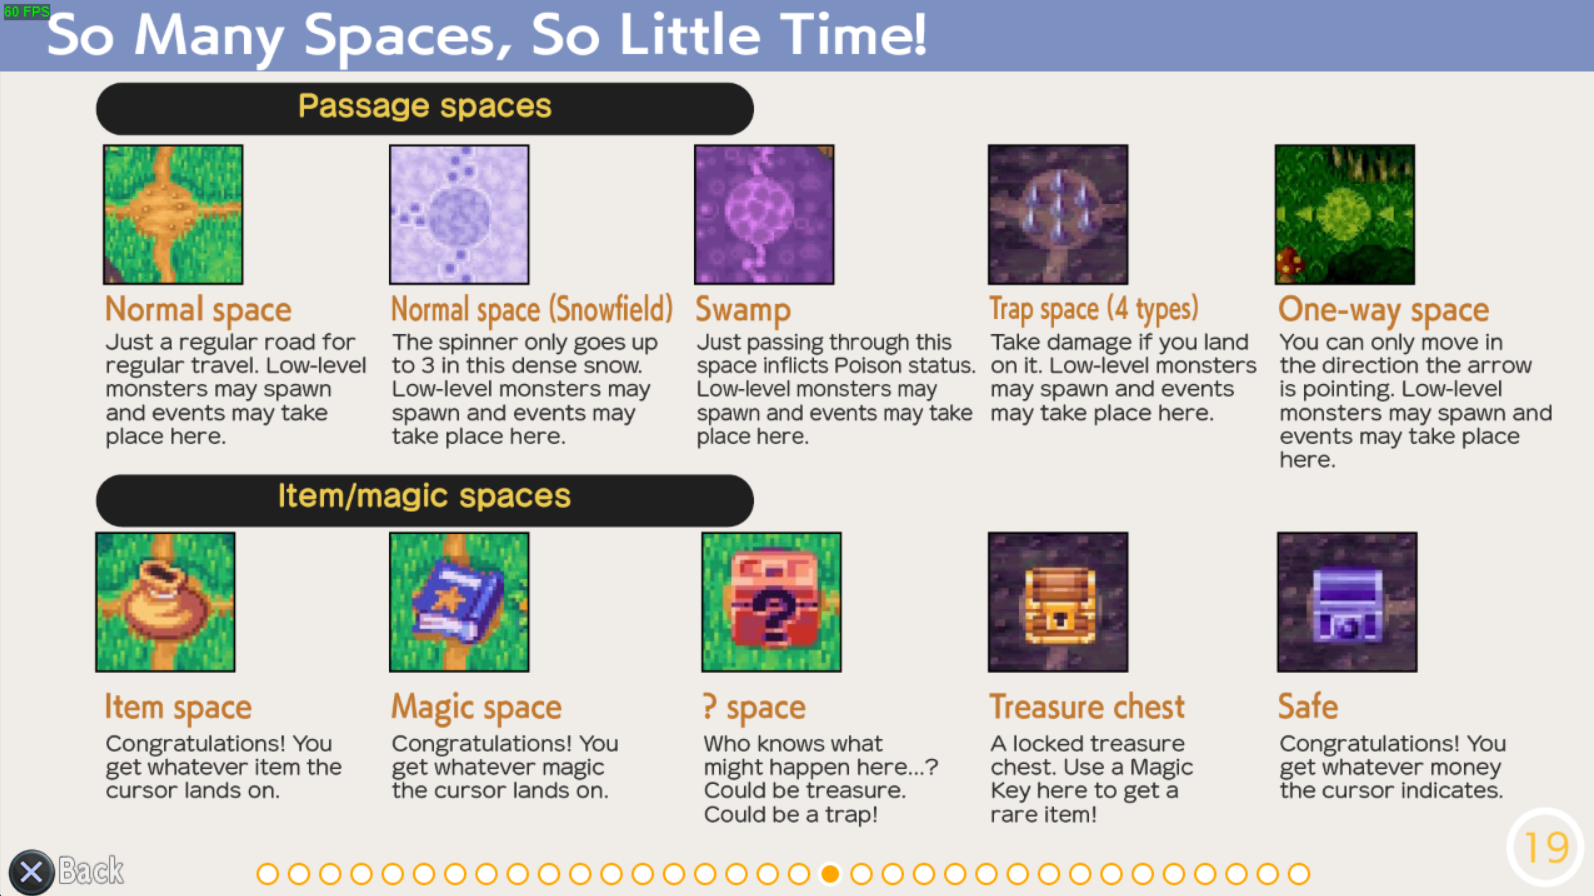 60 FPS
So Many Spaces, So Little Time!
Passage spaces
Normal space
Just a regular road for
regular travel. Low-level
monsters may spawn
and events may take
place here.
Normal space (Snowfield)
The spinner only goes up
to 3 in this dense snow.
Low-level monsters may
spawn and events may
take place here.
Swamp
Just passing through this
space inflicts Poison status.
Low-level monsters may
spawn and events may take
place here.
Trap space (4 types)
Take damage if you land
on it. Low-level monsters
may spawn and events
may take place here.
One-way space
You can only move in
the direction the arrow
is pointing. Low-level
monsters may spawn and
events may take place
here.
Item/magic spaces
Item space
Congratulations! You
get whatever item the
cursor lands on.
Magic space
Congratulations! You
get whatever magic
the cursor lands on.
?
? space
Who knows what
might happen here...?
Could be treasure.
Could be a trap!
Treasure chest
A locked treasure
chest. Use a Magic
Key here to get a
rare item!
Safe
Congratulations! You
get whatever money
the cursor indicates.
Back
19